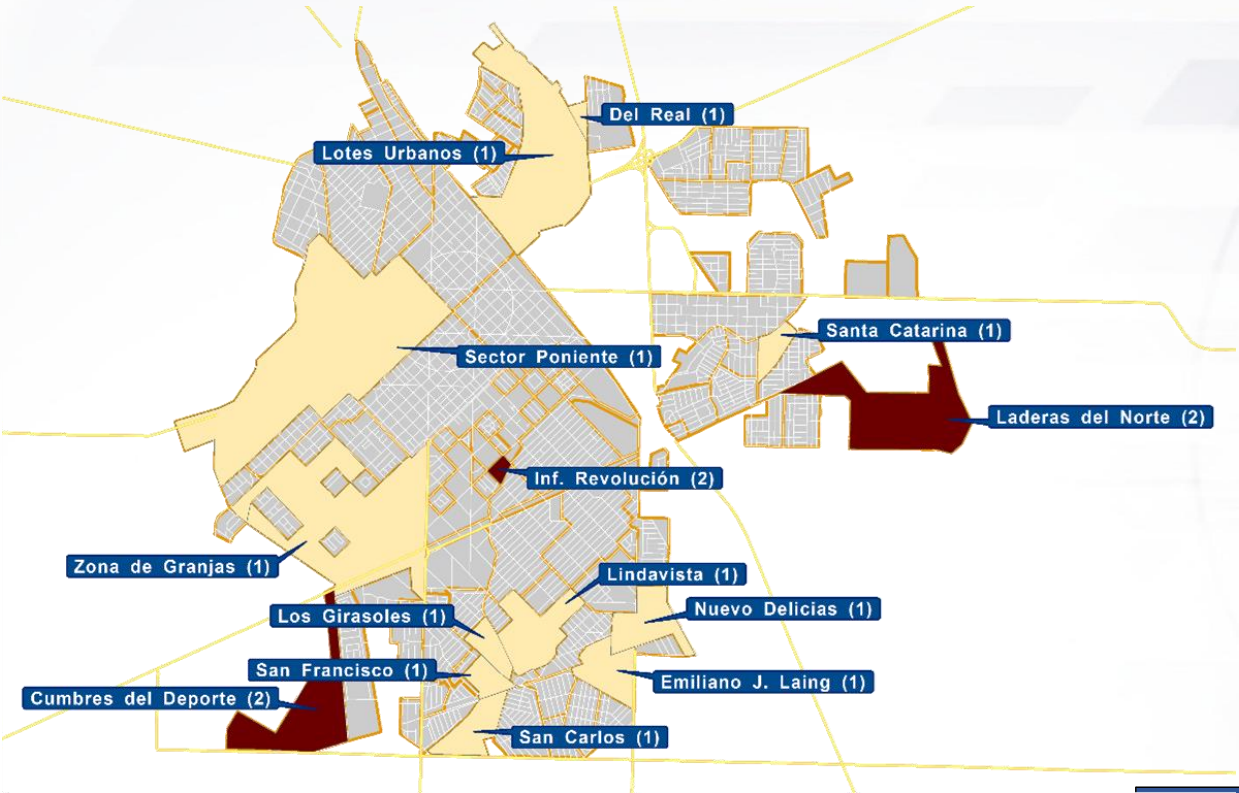 Del Real (1)
Lotes Urbanos (1)
Santa Catarina (1)
Sector Poniente (1)
Laderas del Norte (2)
Inf. Revolución (2)
Zona de Granjas (1)
Lindavista (1)
Nuevo Delicias (1)
Los Girasoles (1)
San Francisco (1)
Emiliano J. Laing (1)
Cumbres del Deporte (2)
San Carlos (1)